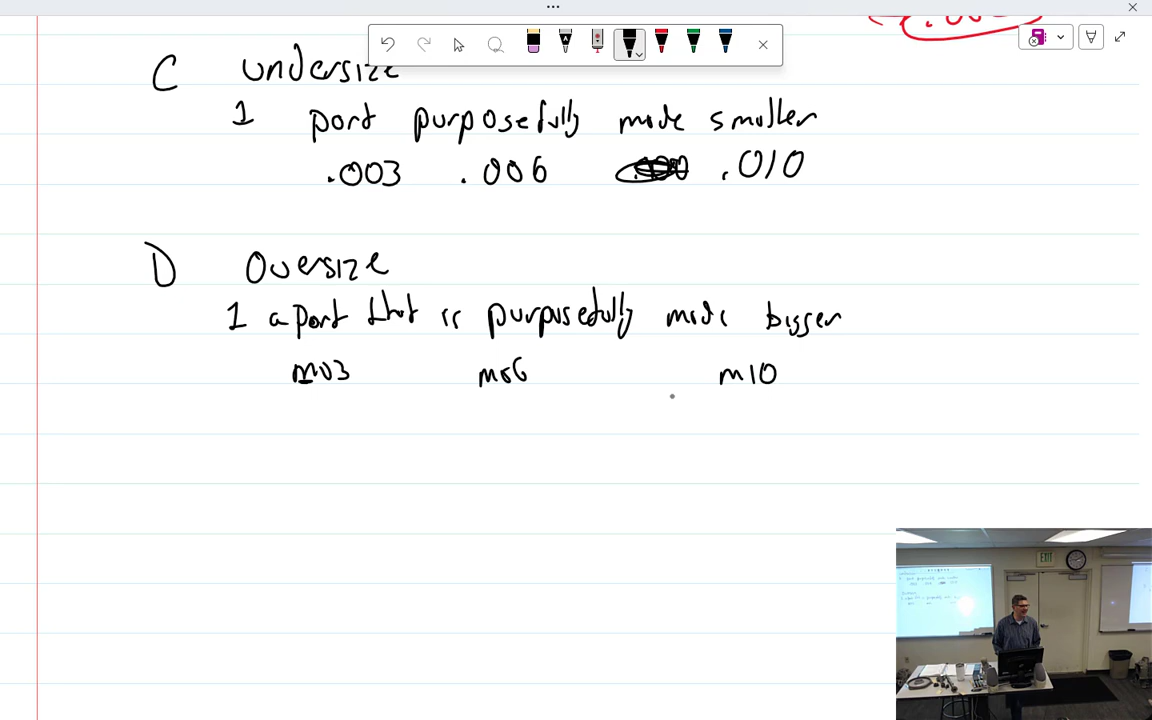 C undersize
1 part purposefully made smaller
.003 .006 .010
D Oversize
1 a part that is purposefully made bigger
m03 m06 m10
EXIT